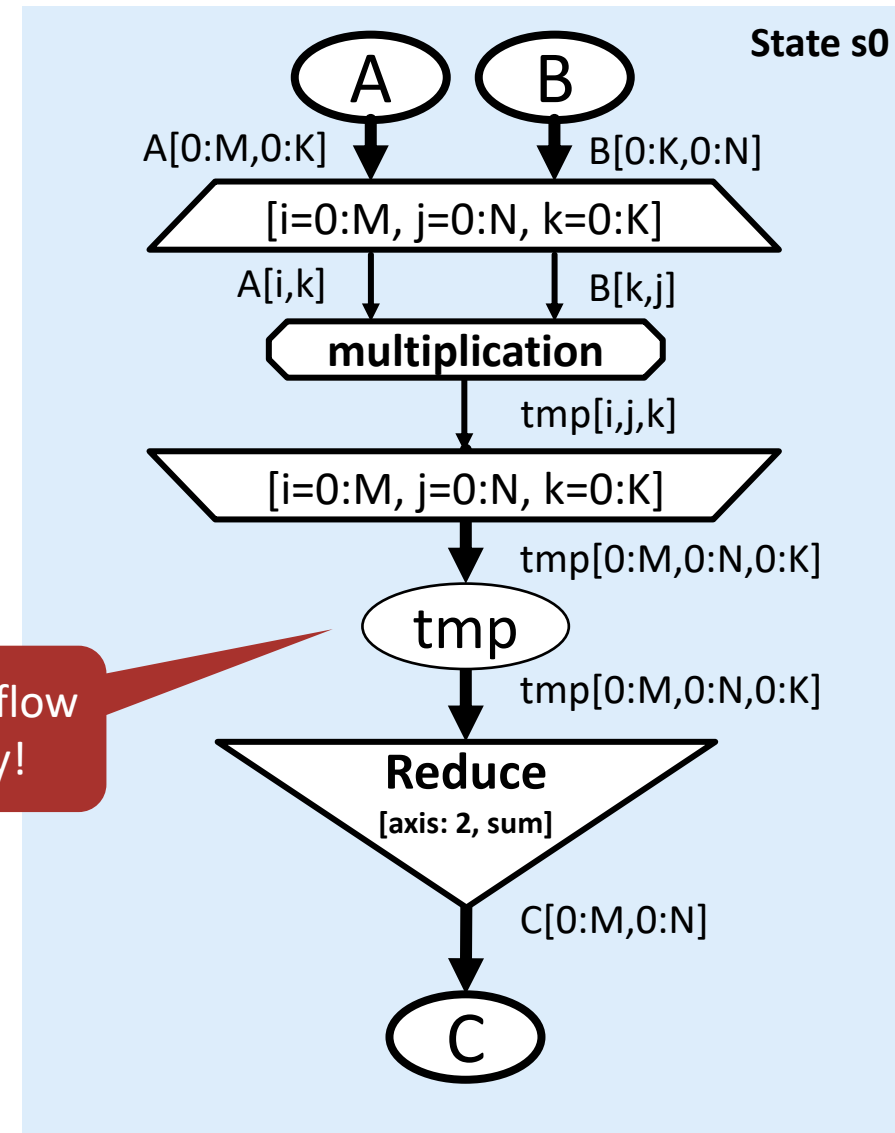 State s0
A
B
A[0:M,0:K]
B[0:K,0:N]
[i=0:M, j=0:N, k=0:K]
A[i,k]
B[k,j]
multiplication
tmp[i,j,k]
[i=0:M, j=0:N, k=0:K]
tmp[0:M,0:N,0:K]
tmp
flow
y!
tmp[0:M,0:N,0:K]
Reduce
[axis: 2, sum]
C[0:M,0:N]
C